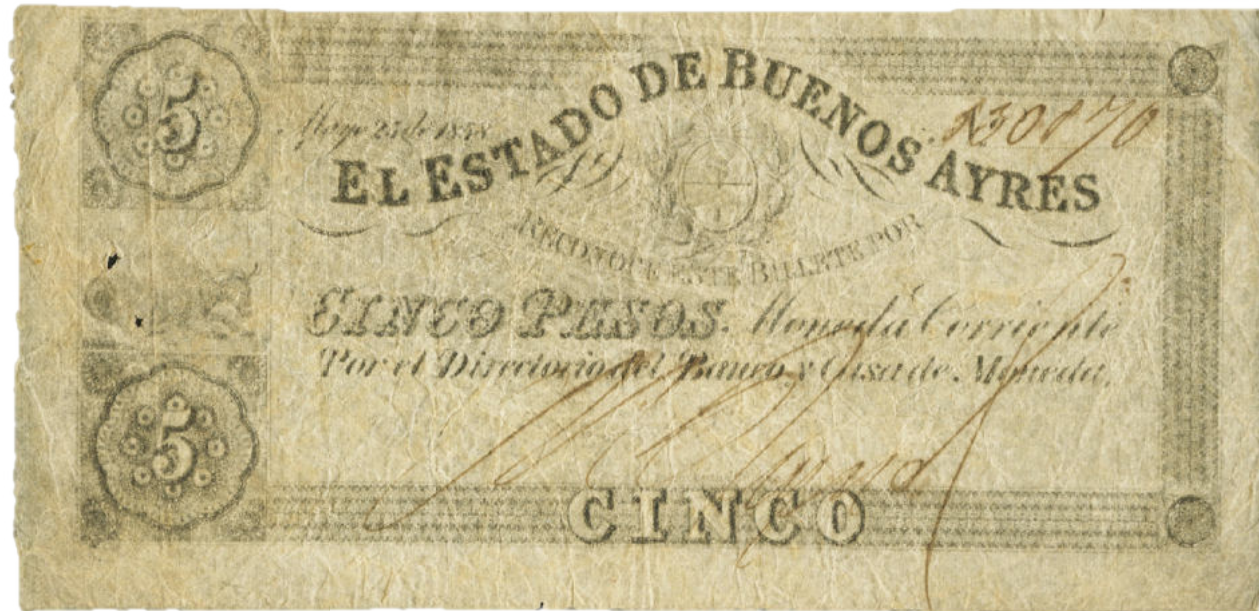 5
EL ESTADO DE BUENOS AYRES
230870
Mayo 25 de 1858.
RECONOCE ESTE BILLETE POR
CINCO PESOS. Moneda Corriente
Por el Directorio del Banco y Casa de Moneda.
5
CINCO